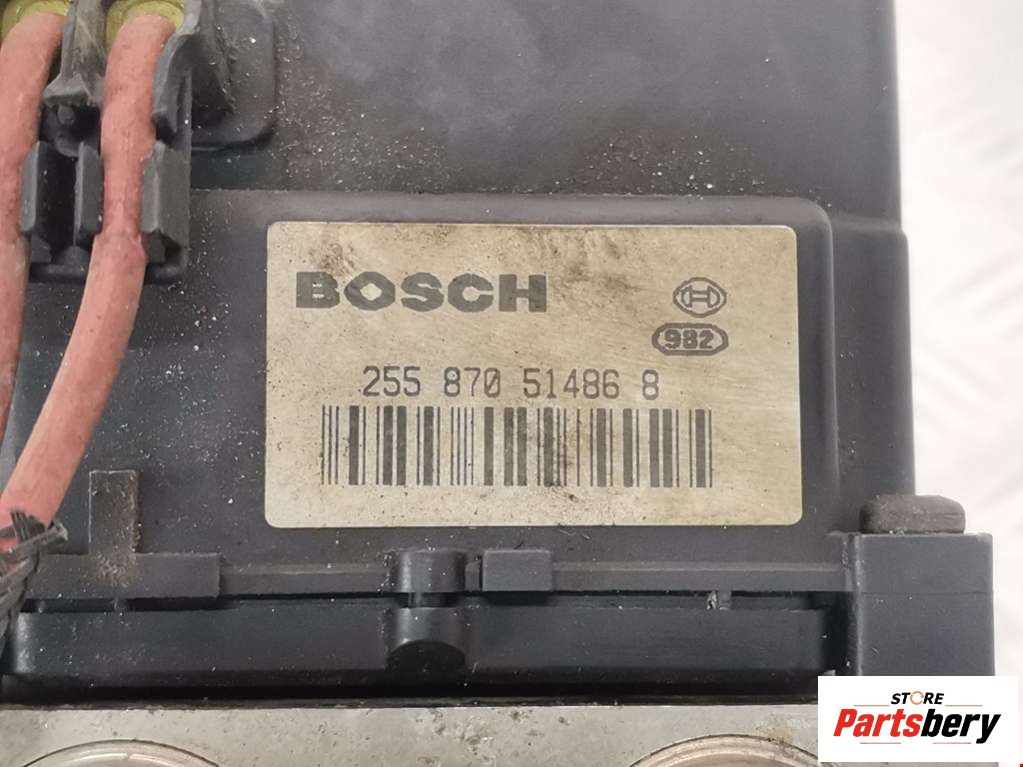 BOSCH
982
255 870 51486 8
STORE
Partsbery